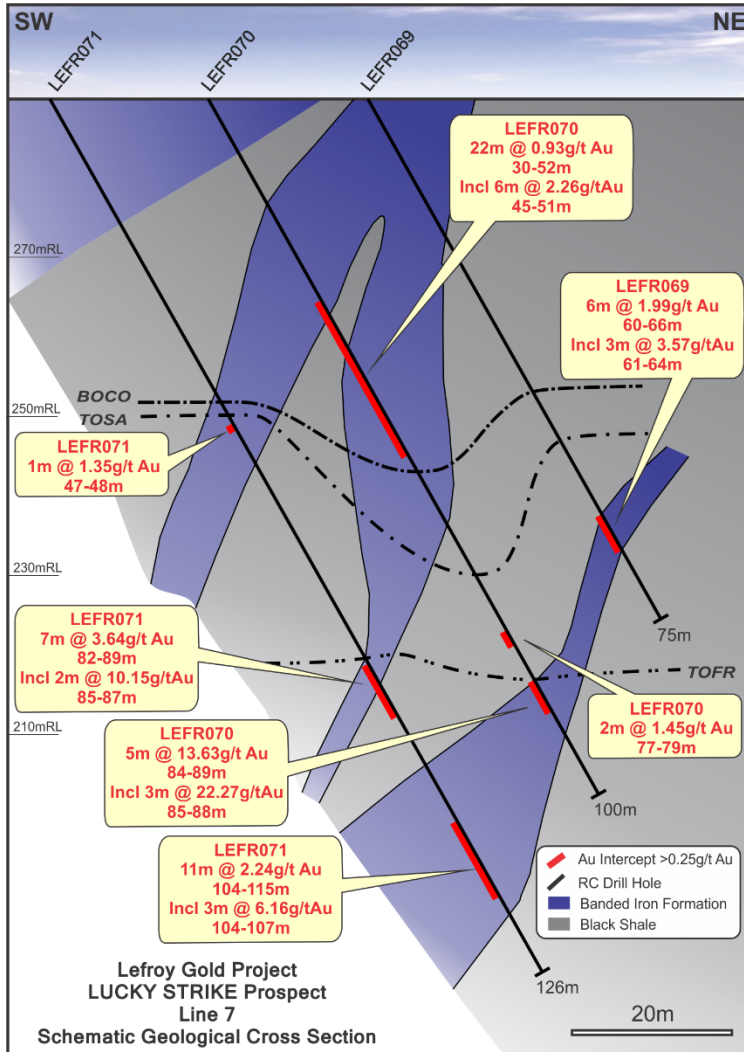 SW
NE
LEFR071
LEFR070
LEFR069
LEFR070
22m @ 0.93g/t Au
30-52m
Incl 6m @ 2.26g/tAu
45-51m
270mRL
LEFR069
6m @ 1.99g/t Au
60-66m
Incl 3m @ 3.57g/tAu
61-64m
BOCO
250mRL
TOSA
LEFR071
1m @ 1.35g/t Au
47-48m
230mRL
LEFR071
7m @ 3.64g/t Au
82-89m
Incl 2m @ 10.15g/tAu
85-87m
75m
TOFR
LEFR070
2m @ 1.45g/t Au
77-79m
210mRL
LEFR070
5m @ 13.63g/t Au
84-89m
Incl 3m @ 22.27g/tAu
85-88m
100m
LEFR071
11m @ 2.24g/t Au
104-115m
Incl 3m @ 6.16g/tAu
104-107m
Au Intercept >0.25g/t Au
RC Drill Hole
Banded Iron Formation
Black Shale
126m
Lefroy Gold Project
LUCKY STRIKE Prospect
Line 7
Schematic Geological Cross Section
20m